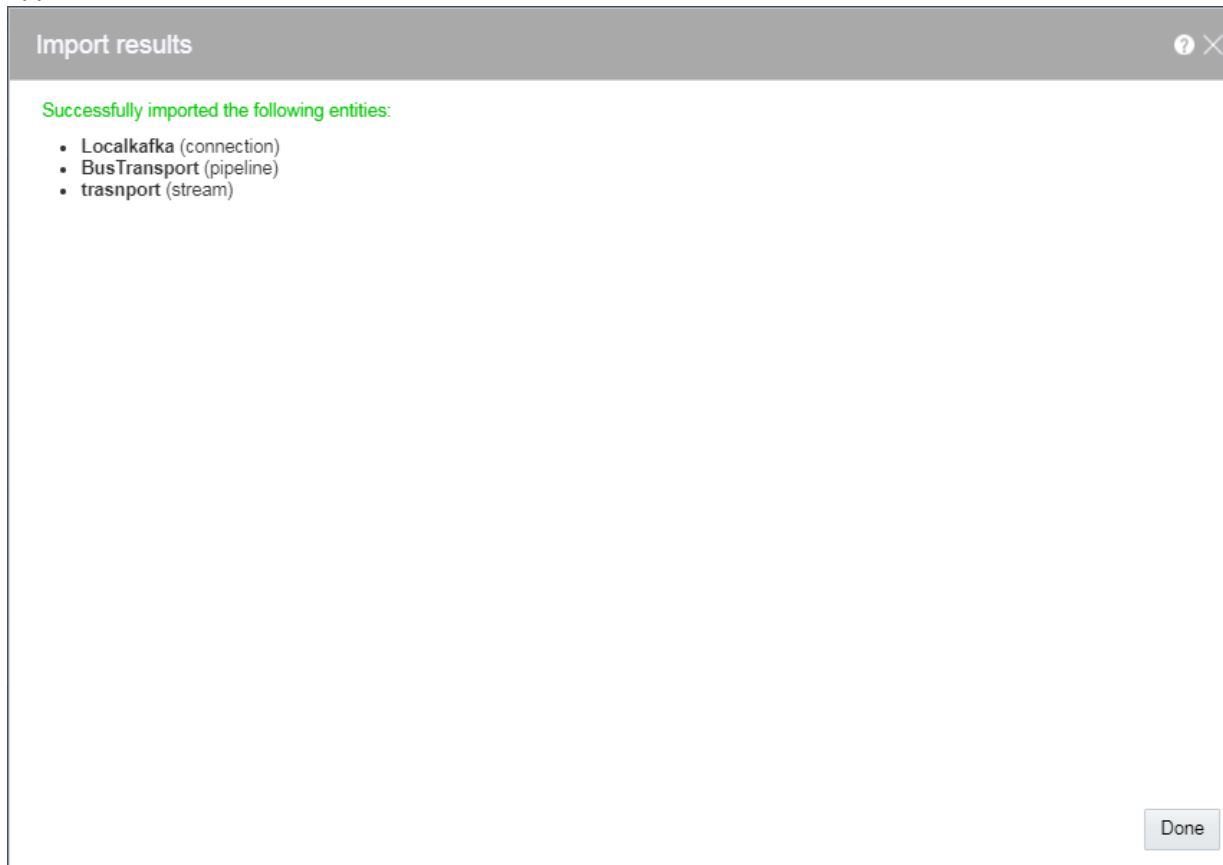 Import results
Successfully imported the following entities:
• Localkafka (connection)
• BusTransport (pipeline)
• trasnport (stream)
Done